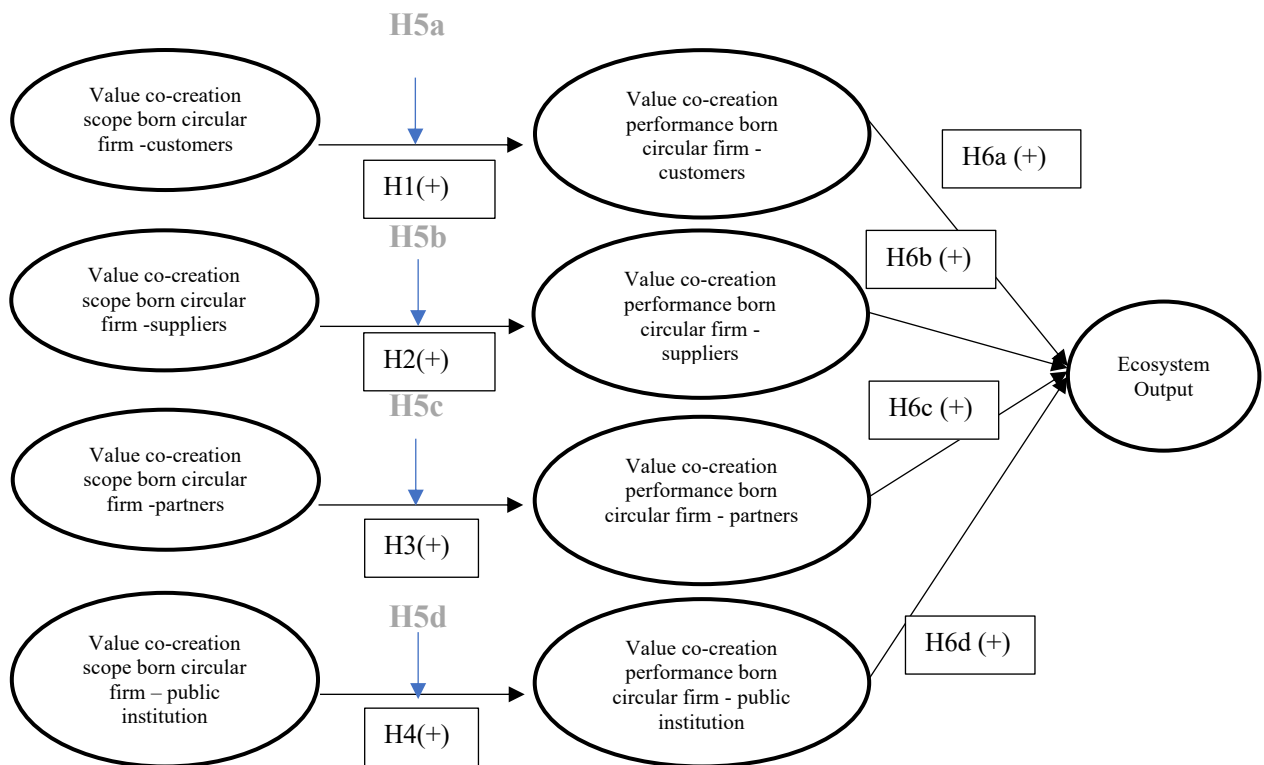 H5a
Value co-creation
scope born circular
firm -customers
H1(+)
Value co-creation
performance born
circular firm -
customers
H6a (+)
H5b
Value co-creation
scope born circular
firm -suppliers
H2(+)
Value co-creation
performance born
circular firm -
suppliers
H6b (+)
Ecosystem
Output
H5c
Value co-creation
scope born circular
firm -partners
H3(+)
Value co-creation
performance born
circular firm - partners
H6c (+)
H5d
Value co-creation
scope born circular
firm – public
institution
H4(+)
Value co-creation
performance born
circular firm - public
institution
H6d (+)